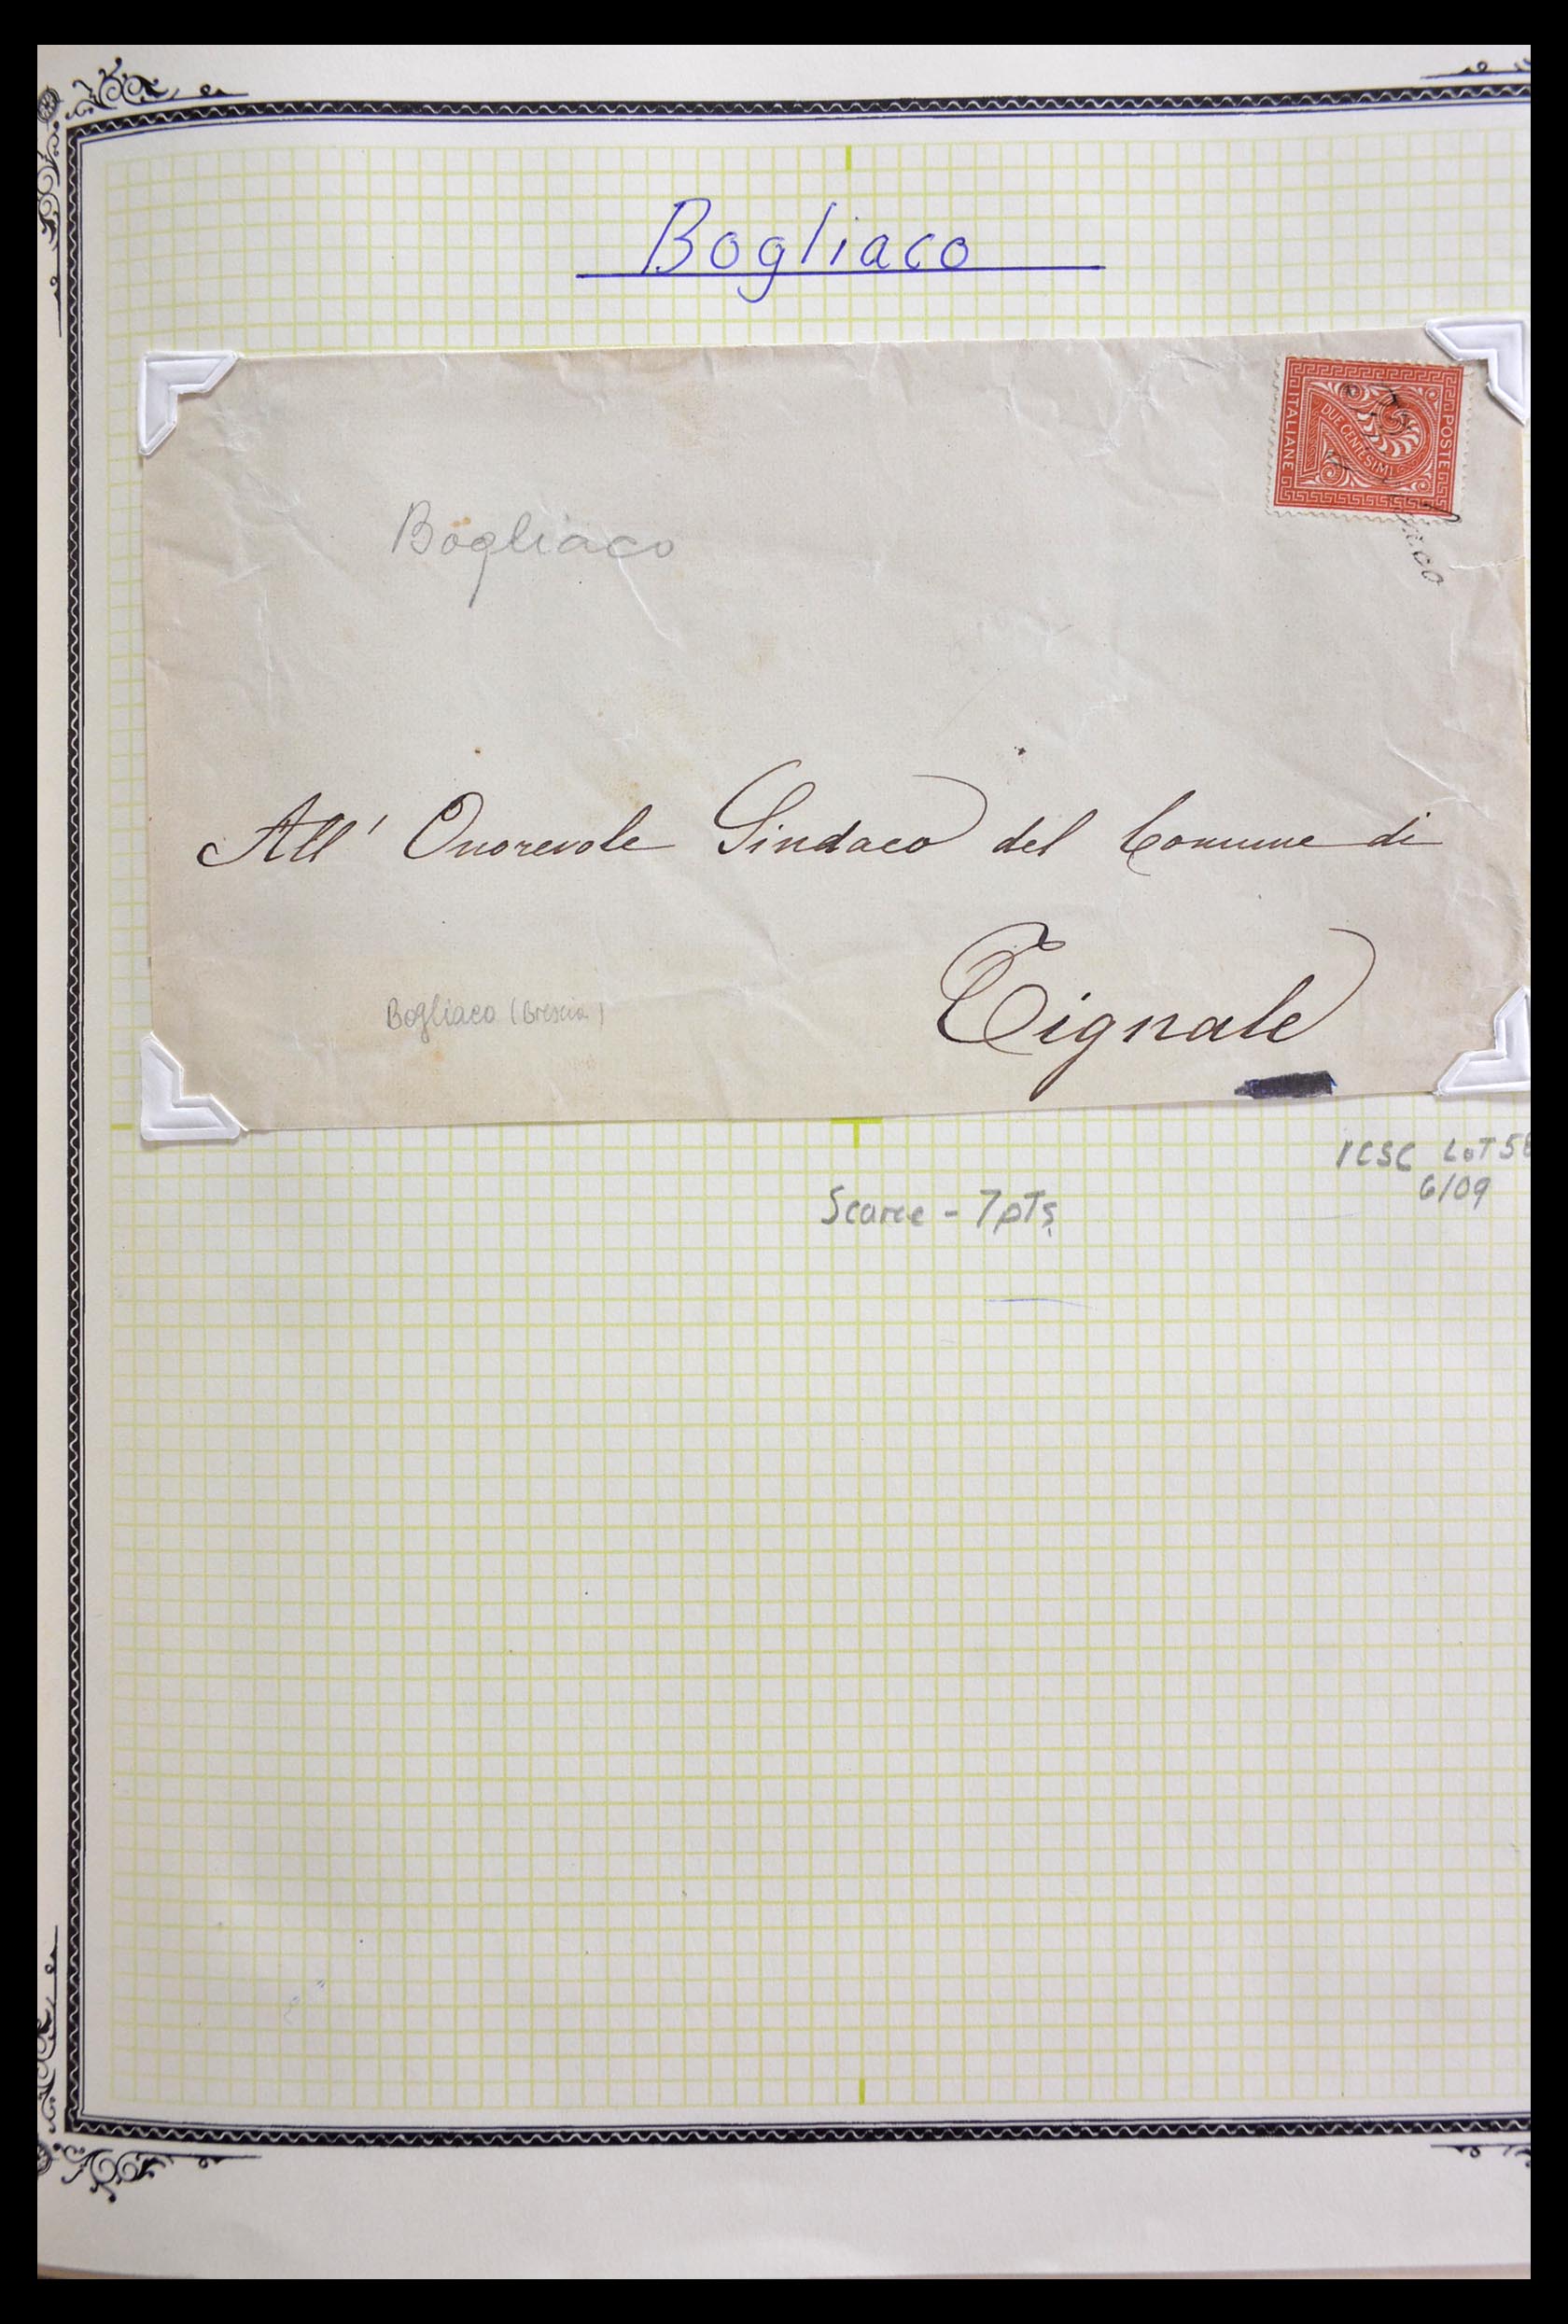 Bogliaco
POSTE
ITALIANE
DUE CENTESIMI
Bogliaco
All' Onorevole Sindaco del Comune di
Tignale
Bogliaco (Brescia)
ICSC LOT
6/09
Scarce - 7pTs